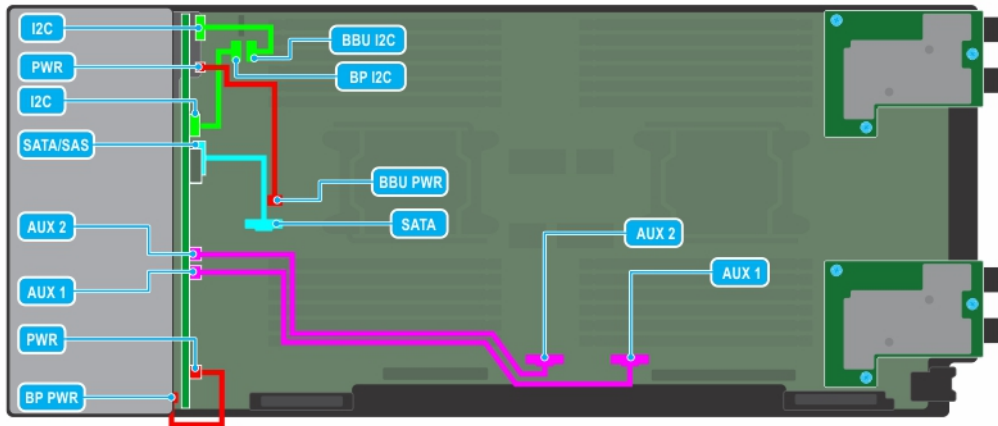 I2C
PWR
I2C
SATA/SAS
AUX 2
AUX 1
PWR
BP PWR
BBU I2C
BP I2C
BBU PWR
SATA
AUX 2
AUX 1